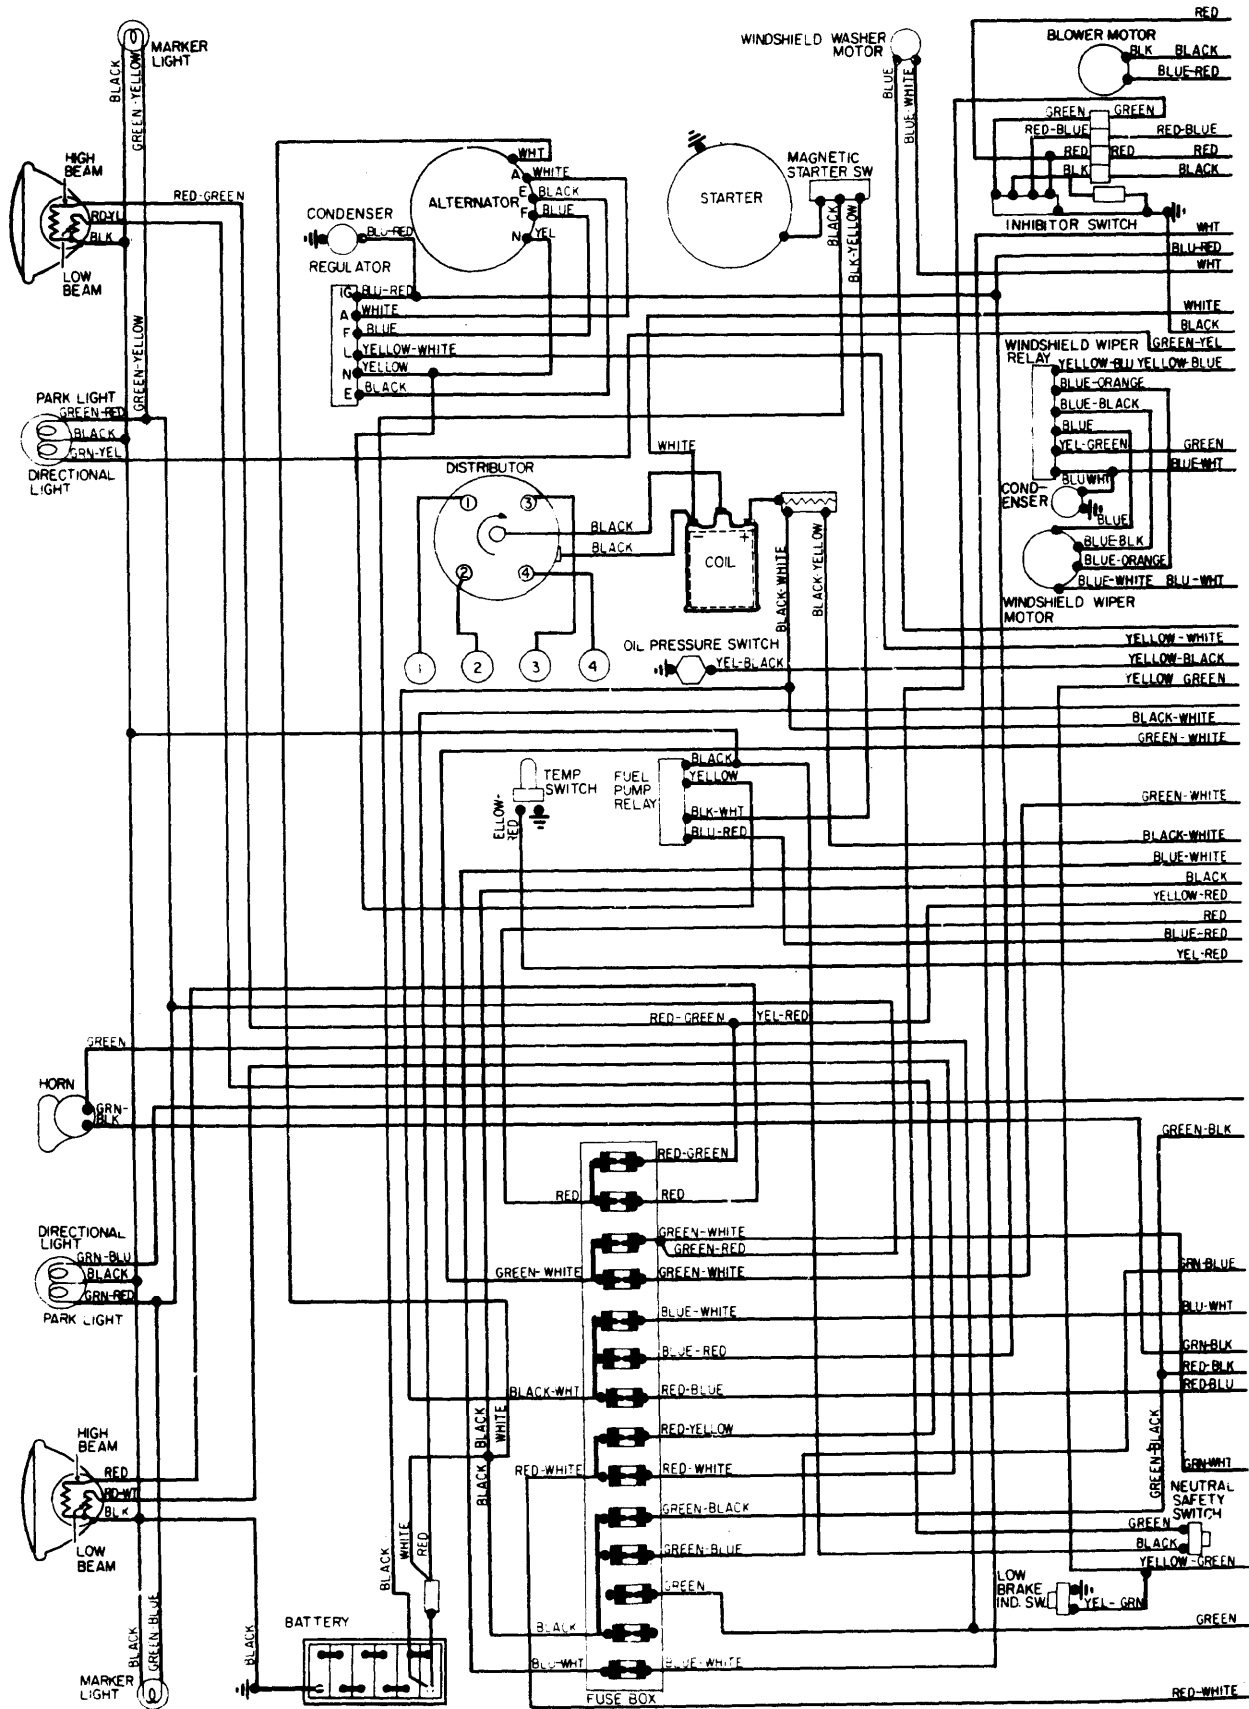 MARKER
LIGHT
BLACK
GREEN-YELLOW
WINDSHIELD WASHER
MOTOR
BLUE
BLUE-WHITE
RED
BLOWER MOTOR
BLK BLACK
BLUE-RED
GREEN GREEN
RED-BLUE RED-BLUE
RED RED RED
BLK BLACK
INHIBITOR SWITCH
HIGH
BEAM
RED-GREEN
RD-YL
BLK
LOW
BEAM
WHT
ALTERNATOR
A WHITE
E BLACK
F BLUE
N YEL
CONDENSER
BLU-RED
REGULATOR
IG BLU-RED
A WHITE
F BLUE
L YELLOW-WHITE
N YELLOW
E BLACK
STARTER
MAGNETIC
STARTER SW
BLACK
BLK-YELLOW
WHT
BLU-RED
WHT
WHITE
BLACK
GREEN-YEL
WINDSHIELD WIPER
RELAY
YELLOW-BLU YELLOW-BLUE
BLUE-ORANGE
BLUE-BLACK
BLUE
YEL-GREEN GREEN
BLUE-WHT
BLUWHT
COND-
ENSER
BLUE
BLUE-BLK
BLUE-ORANGE
BLUE-WHITE BLU-WHT
WINDSHIELD WIPER
MOTOR
GREEN-YELLOW
PARK LIGHT
GREEN-RED
BLACK
GRN-YEL
DIRECTIONAL
LIGHT
DISTRIBUTOR
1 3
2 4
BLACK
BLACK
1 2 3 4
WHITE
- +
COIL
BLACK-WHITE
BLACK-YELLOW
OIL PRESSURE SWITCH
YEL-BLACK
YELLOW-WHITE
YELLOW-BLACK
YELLOW GREEN
BLACK-WHITE
GREEN-WHITE
TEMP
SWITCH
ELLOW-
RED
FUEL
PUMP
RELAY
BLACK
YELLOW
BLK-WHT
BLU-RED
GREEN-WHITE
BLACK-WHITE
BLUE-WHITE
BLACK
YELLOW-RED
RED
BLUE-RED
YEL-RED
RED-GREEN YEL-RED
GREEN
HORN
GRN-
BLK
GREEN-BLK
DIRECTIONAL
LIGHT
GRN-BLU
BLACK
GRN-RED
PARK LIGHT
RED-GREEN
RED RED
GREEN-WHITE
GREEN-RED
GREEN-WHITE GREEN-WHITE
BLUE-WHITE
BLUE-RED
BLACK-WHT RED-BLUE
RED-YELLOW
RED-WHITE RED-WHITE
GREEN-BLACK
GREEN-BLUE
GREEN
BLACK
BLU-WHT BLUE-WHITE
FUSE BOX
GRN-BLUE
BLU-WHT
GRN-BLK
RED-BLK
RED-BLU
GREEN-BLACK
GRN-WHT
NEUTRAL
SAFETY
SWITCH
GREEN
BLACK
YELLOW-GREEN
LOW
BRAKE
IND. SW.
YEL-GRN
GREEN
RED-WHITE
HIGH
BEAM
RED
RD-WT
BLK
LOW
BEAM
BLACK
BLACK
BLACK
WHITE
BLACK
WHITE
RED
BATTERY
BLACK
BLACK
GREEN-BLUE
MARKER
LIGHT